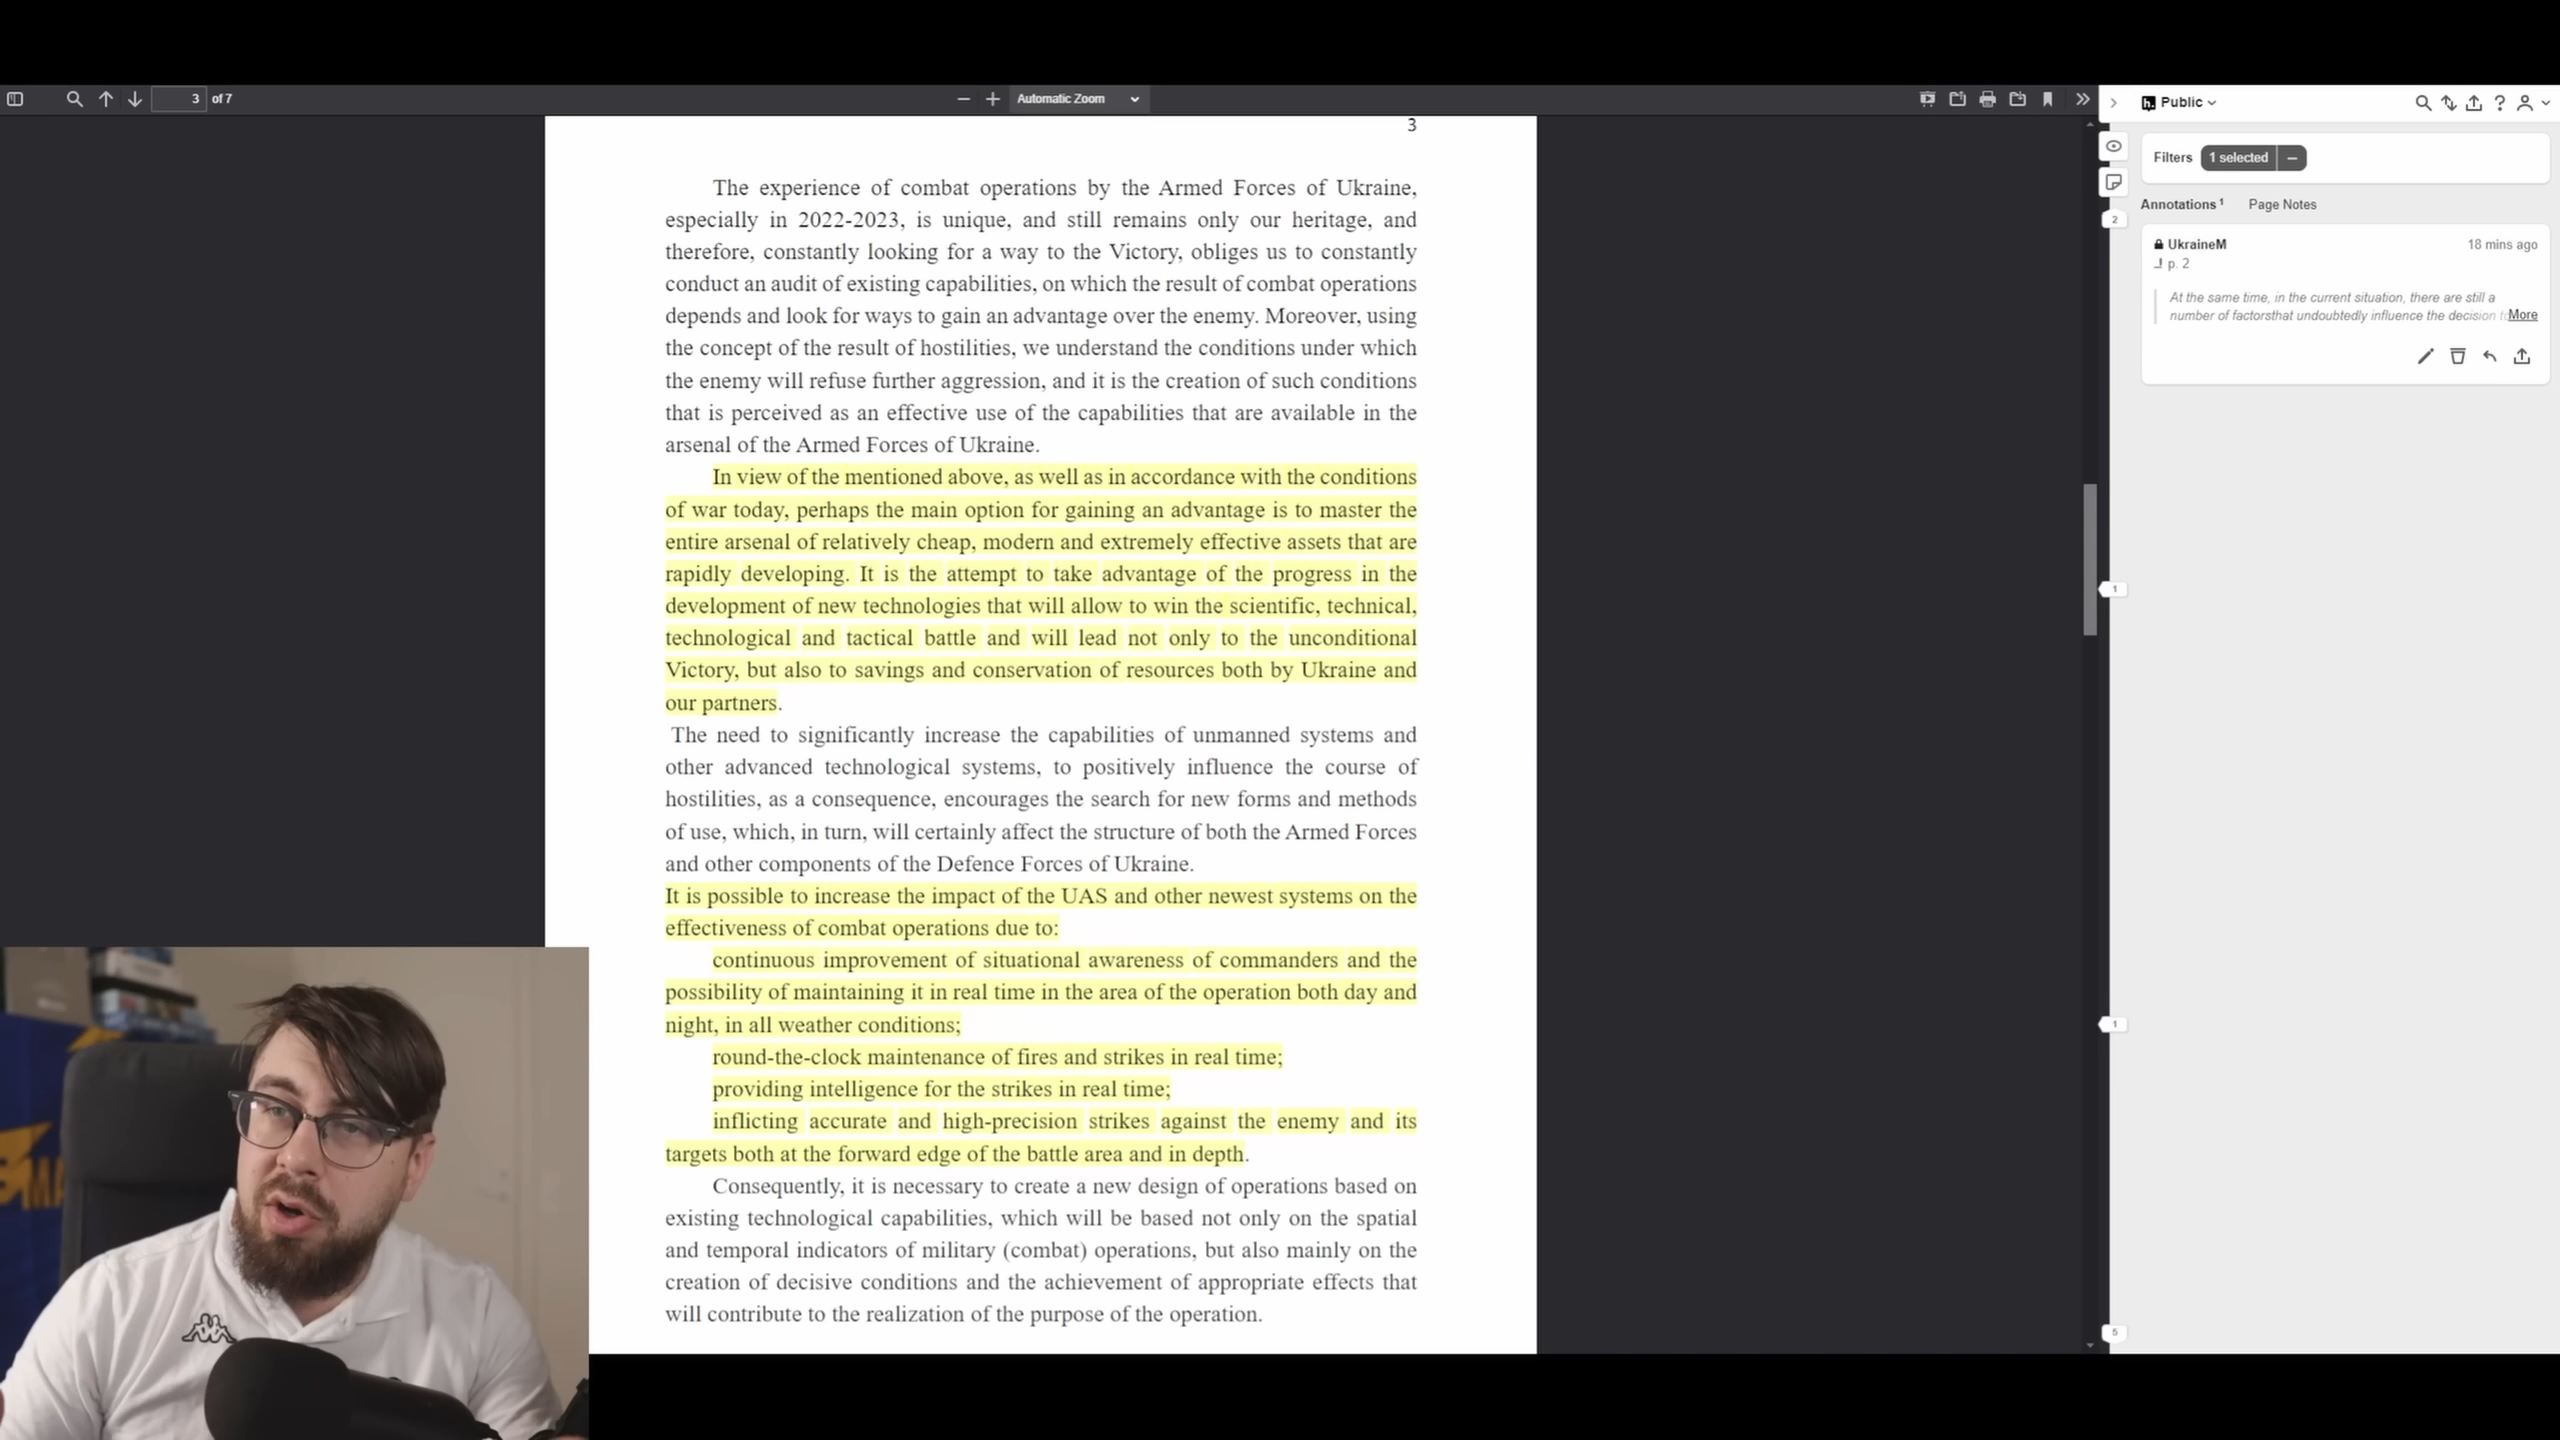 3 of 7
Automatic Zoom
Public
3
The experience of combat operations by the Armed Forces of Ukraine,
especially in 2022-2023, is unique, and still remains only our heritage, and
therefore, constantly looking for a way to the Victory, obliges us to constantly
conduct an audit of existing capabilities, on which the result of combat operations
depends and look for ways to gain an advantage over the enemy. Moreover, using
the concept of the result of hostilities, we understand the conditions under which
the enemy will refuse further aggression, and it is the creation of such conditions
that is perceived as an effective use of the capabilities that are available in the
arsenal of the Armed Forces of Ukraine.
In view of the mentioned above, as well as in accordance with the conditions
of war today, perhaps the main option for gaining an advantage is to master the
entire arsenal of relatively cheap, modern and extremely effective assets that are
rapidly developing. It is the attempt to take advantage of the progress in the
development of new technologies that will allow to win the scientific, technical,
technological and tactical battle and will lead not only to the unconditional
Victory, but also to savings and conservation of resources both by Ukraine and
our partners.
The need to significantly increase the capabilities of unmanned systems and
other advanced technological systems, to positively influence the course of
hostilities, as a consequence, encourages the search for new forms and methods
of use, which, in turn, will certainly affect the structure of both the Armed Forces
and other components of the Defence Forces of Ukraine.
It is possible to increase the impact of the UAS and other newest systems on the
effectiveness of combat operations due to:
continuous improvement of situational awareness of commanders and the
possibility of maintaining it in real time in the area of the operation both day and
night, in all weather conditions;
round-the-clock maintenance of fires and strikes in real time;
providing intelligence for the strikes in real time;
inflicting accurate and high-precision strikes against the enemy and its
targets both at the forward edge of the battle area and in depth.
Consequently, it is necessary to create a new design of operations based on
existing technological capabilities, which will be based not only on the spatial
and temporal indicators of military (combat) operations, but also mainly on the
creation of decisive conditions and the achievement of appropriate effects that
will contribute to the realization of the purpose of the operation.
Filters 1 selected
Annotations 1 Page Notes
UkraineM 18 mins ago
p. 2
At the same time, in the current situation, there are still a
number of factorsthat undoubtedly influence the decision More
2
1
1
5